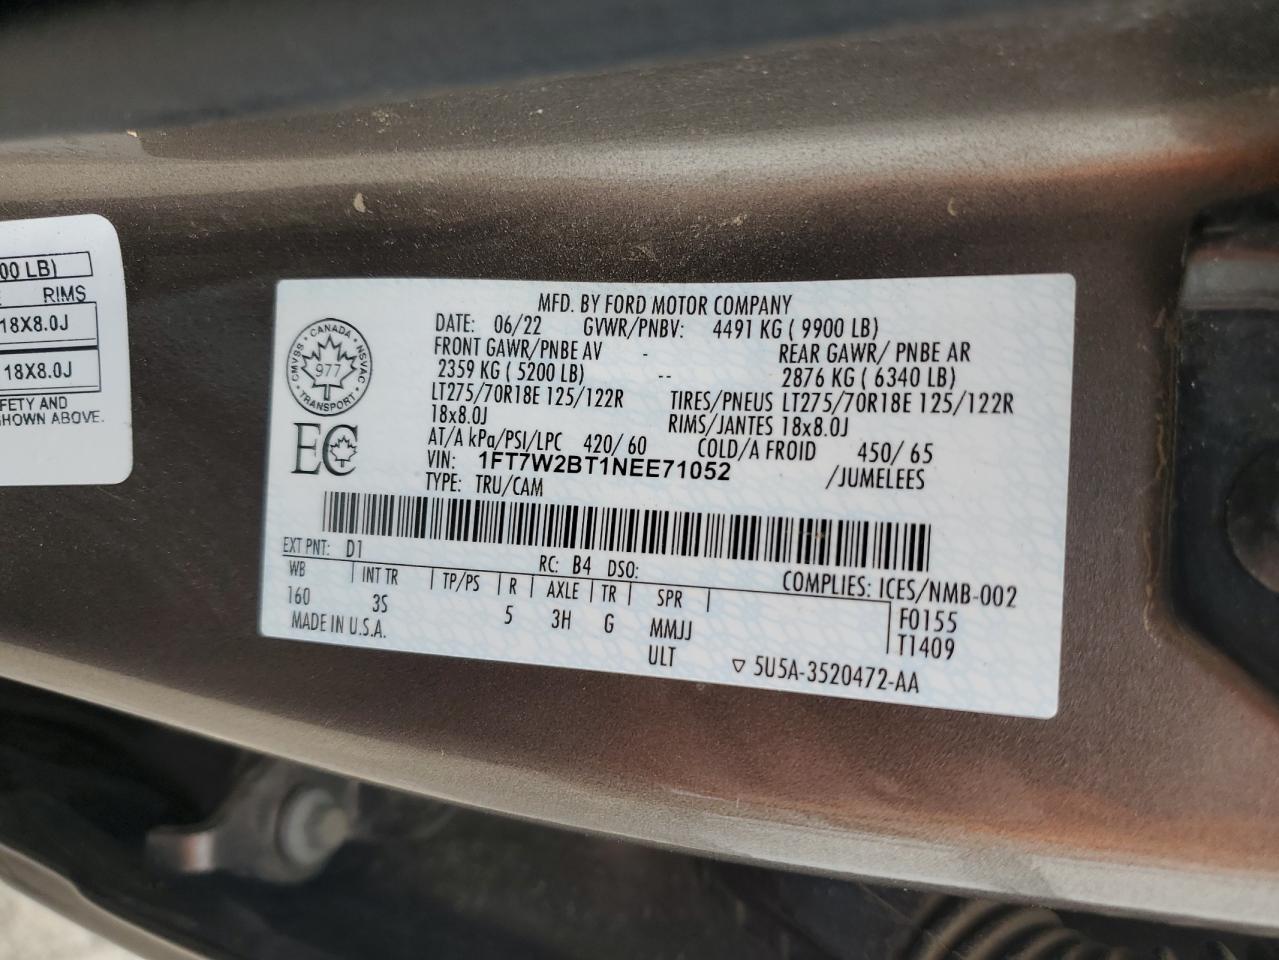 00 LB)
RIMS
18X8.0J
18X8.0J
FETY AND
SHOWN ABOVE.
MFD. BY FORD MOTOR COMPANY
DATE: 06/22 GVWR/PNBV: 4491 KG ( 9900 LB)
FRONT GAWR/PNBE AV - REAR GAWR/ PNBE AR
2359 KG ( 5200 LB) -- 2876 KG ( 6340 LB)
LT275/70R18E 125/122R TIRES/PNEUS LT275/70R18E 125/122R
18x8.0J RIMS/JANTES 18x8.0J
AT/A kPa/PSI/LPC 420/ 60 COLD/A FROID 450/ 65
VIN: 1FT7W2BT1NEE71052 /JUMELEES
TYPE: TRU/CAM
CANADA
CMVSS NSVAC
977
TRANSPORT
EC
EXT PNT: D1 RC: B4 DSO: COMPLIES: ICES/NMB-002
WB INT TR TP/PS R AXLE TR SPR F0155
160 3S 5 3H G MMJJ T1409
MADE IN U.S.A. ULT ▽ 5U5A-3520472-AA